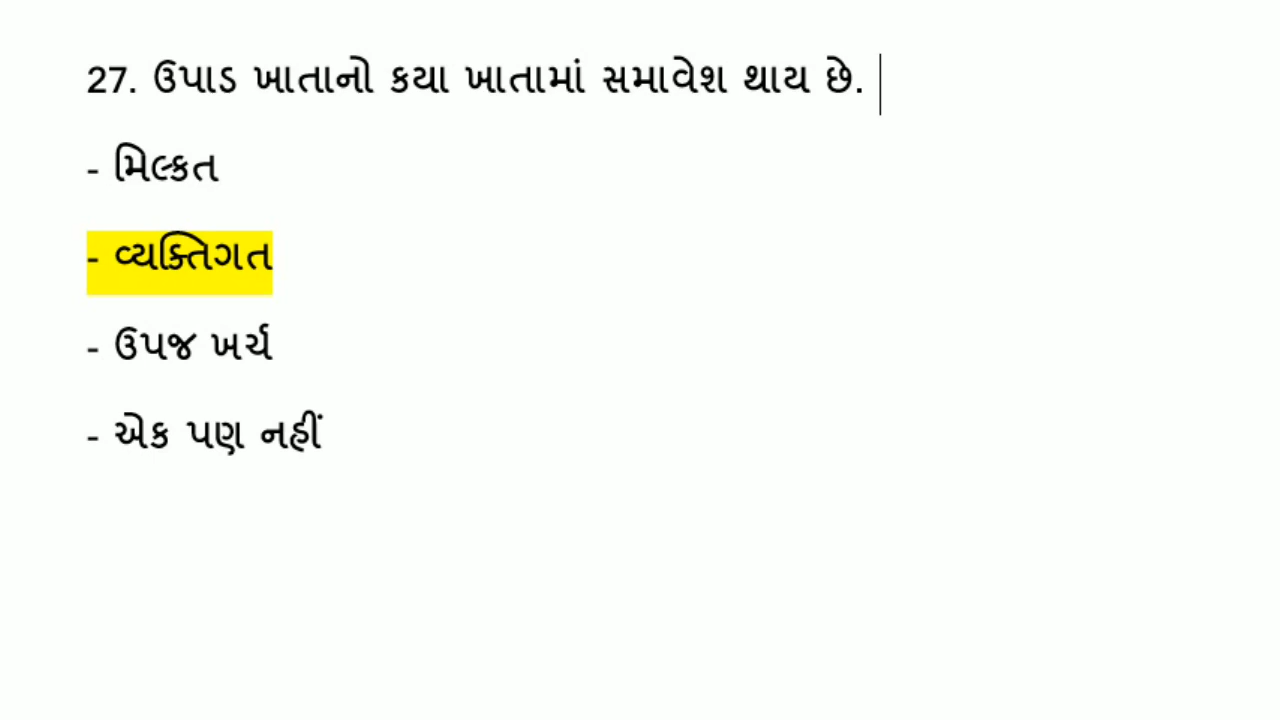 27. ઉપાડ ખાતાનો કયા ખાતામાં સમાવેશ થાય છે.
- મિલ્કત
- વ્યક્તિગત
- ઉપજ ખર્ચ
- એક પણ નહીં